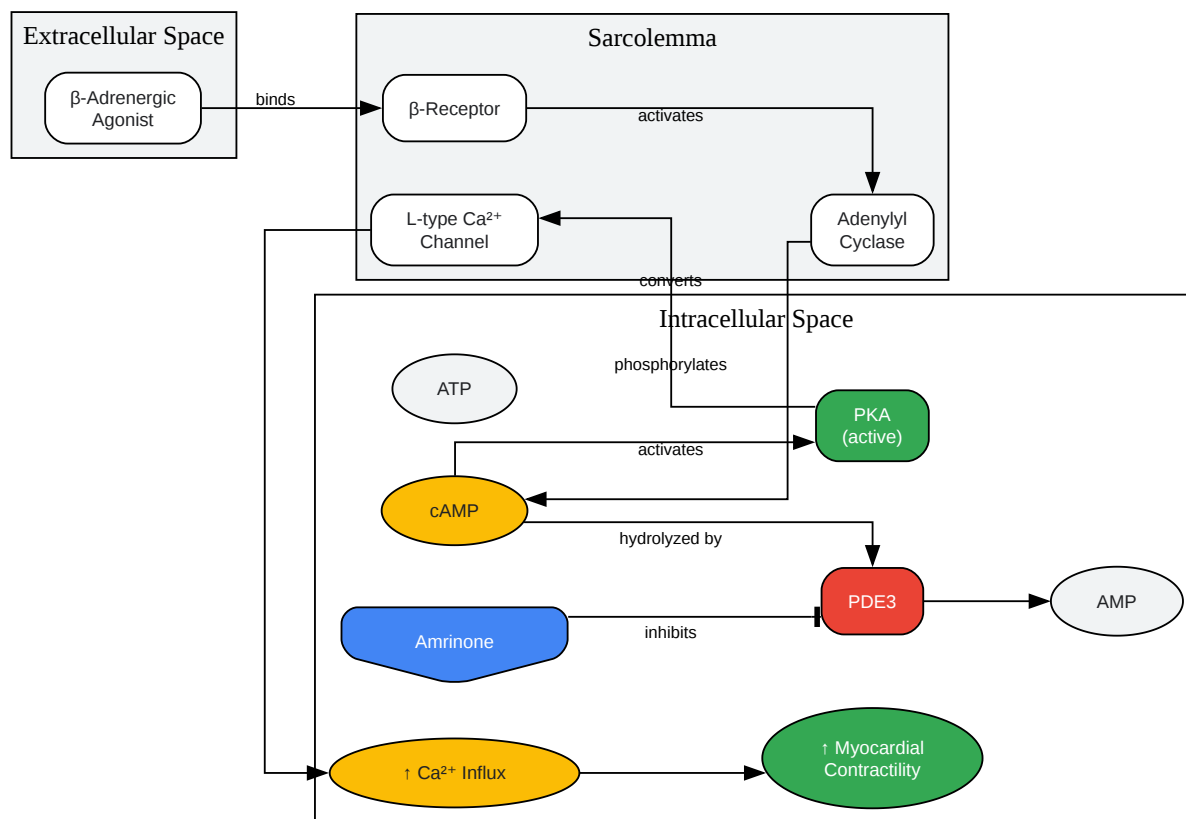 Extracellular Space
Sarcolemma
β-Adrenergic
Agonist
binds
β-Receptor
activates
L-type Ca²⁺
Channel
Adenylyl
Cyclase
converts
Intracellular Space
phosphorylates
ATP
PKA
(active)
activates
cAMP
hydrolyzed by
PDE3
AMP
Amrinone
inhibits
↑ Ca²⁺ Influx
↑ Myocardial
Contractility